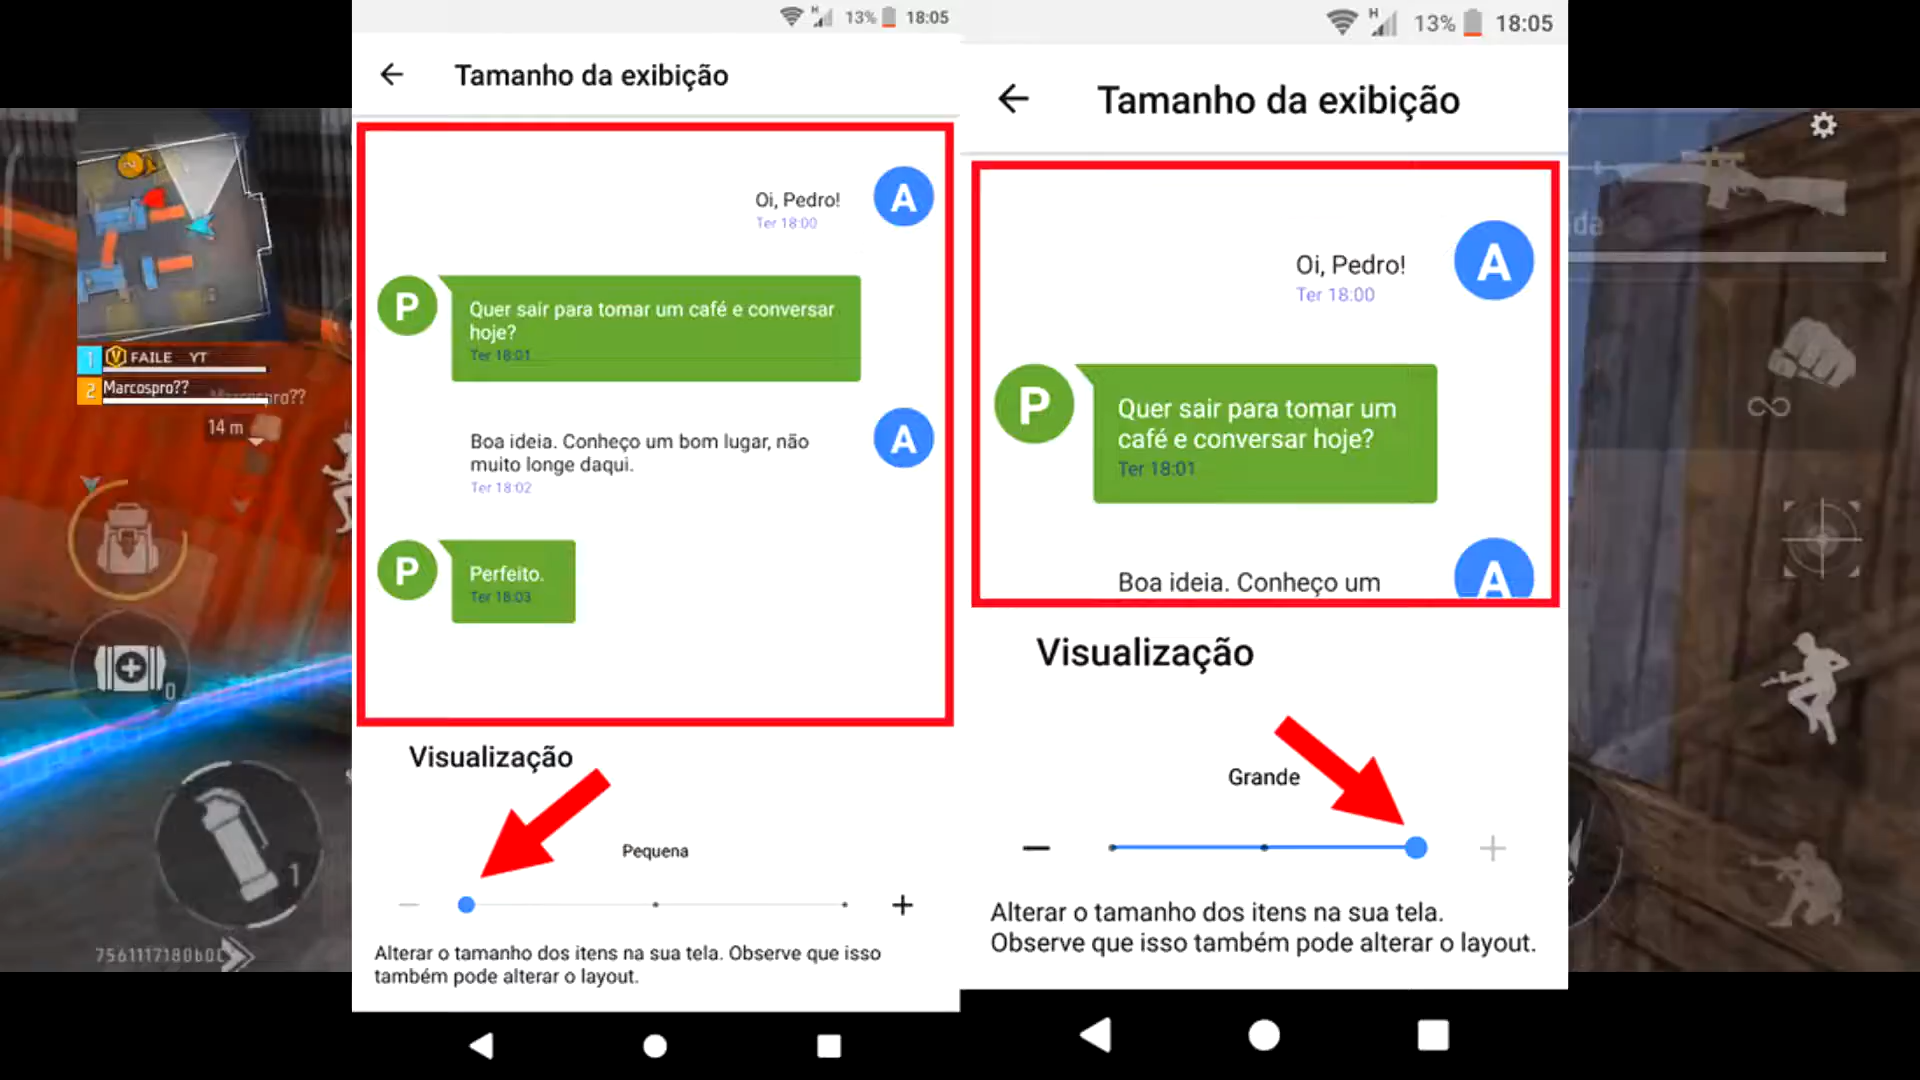 13%
18:05
Tamanho da exibição
Oi, Pedro!
Ter 18:00
A
P
Quer sair para tomar um café e conversar
hoje?
Ter 18:01
Boa ideia. Conheço um bom lugar, não
muito longe daqui.
Ter 18:02
A
P
Perfeito.
Ter 18:03
Visualização
Pequena
Alterar o tamanho dos itens na sua tela. Observe que isso
também pode alterar o layout.
H
13%
18:05
Tamanho da exibição
Oi, Pedro!
Ter 18:00
A
P
Quer sair para tomar um
café e conversar hoje?
Ter 18:01
Boa ideia. Conheço um
A
Visualização
Grande
Alterar o tamanho dos itens na sua tela.
Observe que isso também pode alterar o layout.
H
1 V FAILE YT
2 Marcospro??
14 m
0
1